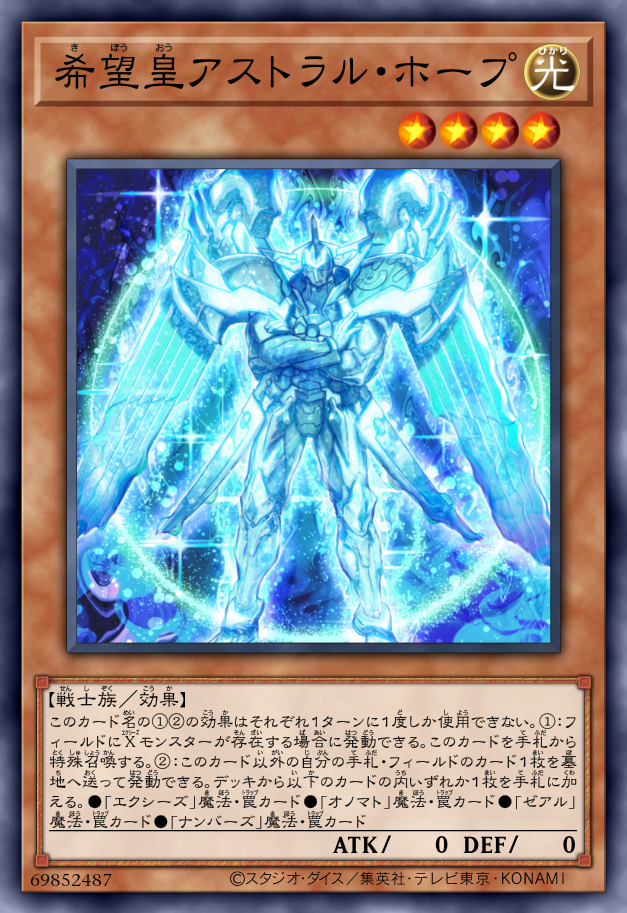 希望皇アストラル・ホープ
光
【戦士族/効果】
このカード名の①②の効果はそれぞれ1ターンに1度しか使用できない。①:フ
ィールドにXモンスターが存在する場合に発動できる。このカードを手札から
特殊召喚する。②:このカード以外の自分の手札・フィールドのカード1枚を墓
地へ送って発動できる。デッキから以下のカードの内いずれか1枚を手札に加
える。●「エクシーズ」魔法・罠カード●「オノマト」魔法・罠カード●「ゼアル」
魔法・罠カード●「ナンバーズ」魔法・罠カード
ATK/ 0 DEF/ 0
69852487 ©スタジオ・ダイス/集英社・テレビ東京・KONAMI